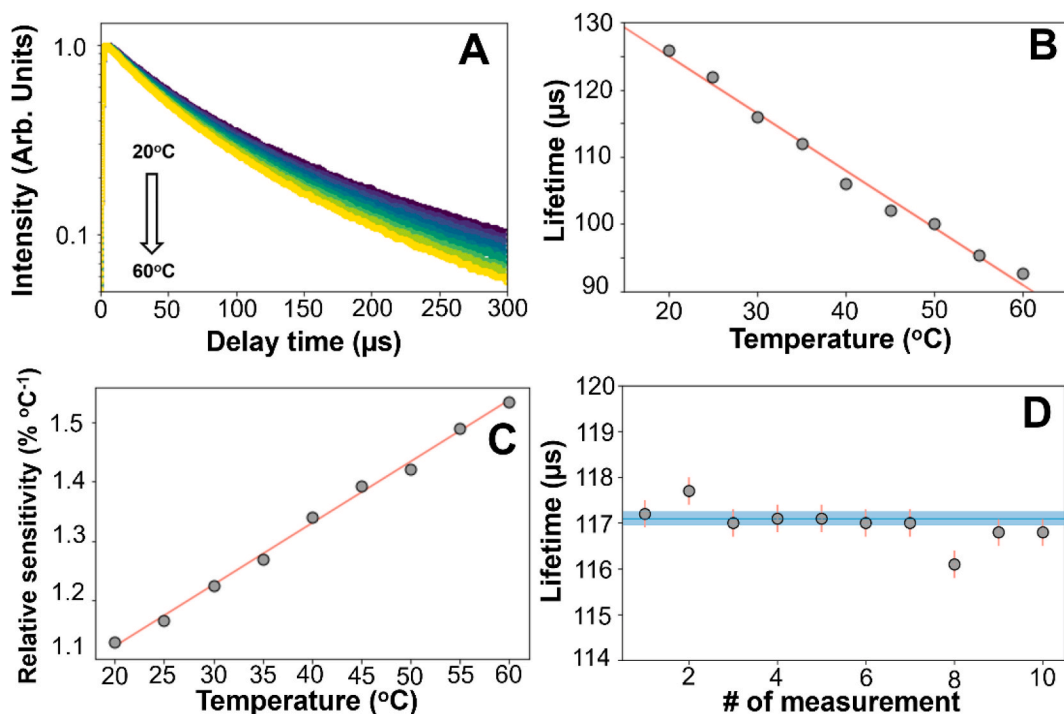 A
Intensity (Arb. Units)
1.0
0.1
20°C
60°C
0 50 100 150 200 250 300
Delay time (µs)
B
Lifetime (µs)
130
120
110
100
90
20 30 40 50 60
Temperature (°C)
C
Relative sensitivity (% °C⁻¹)
1.5
1.4
1.3
1.2
1.1
20 25 30 35 40 45 50 55 60
Temperature (°C)
D
Lifetime (µs)
120
119
118
117
116
115
114
2 4 6 8 10
# of measurement